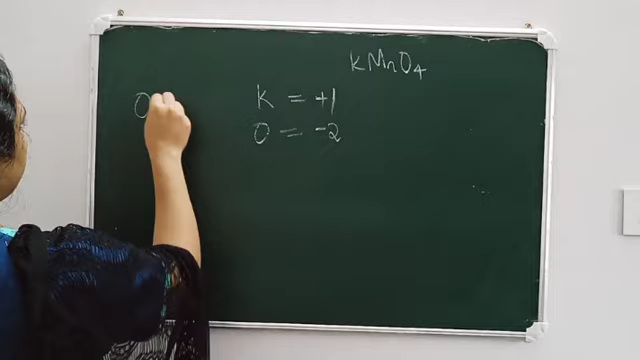 KMnO4
O
K = +1
O = -2